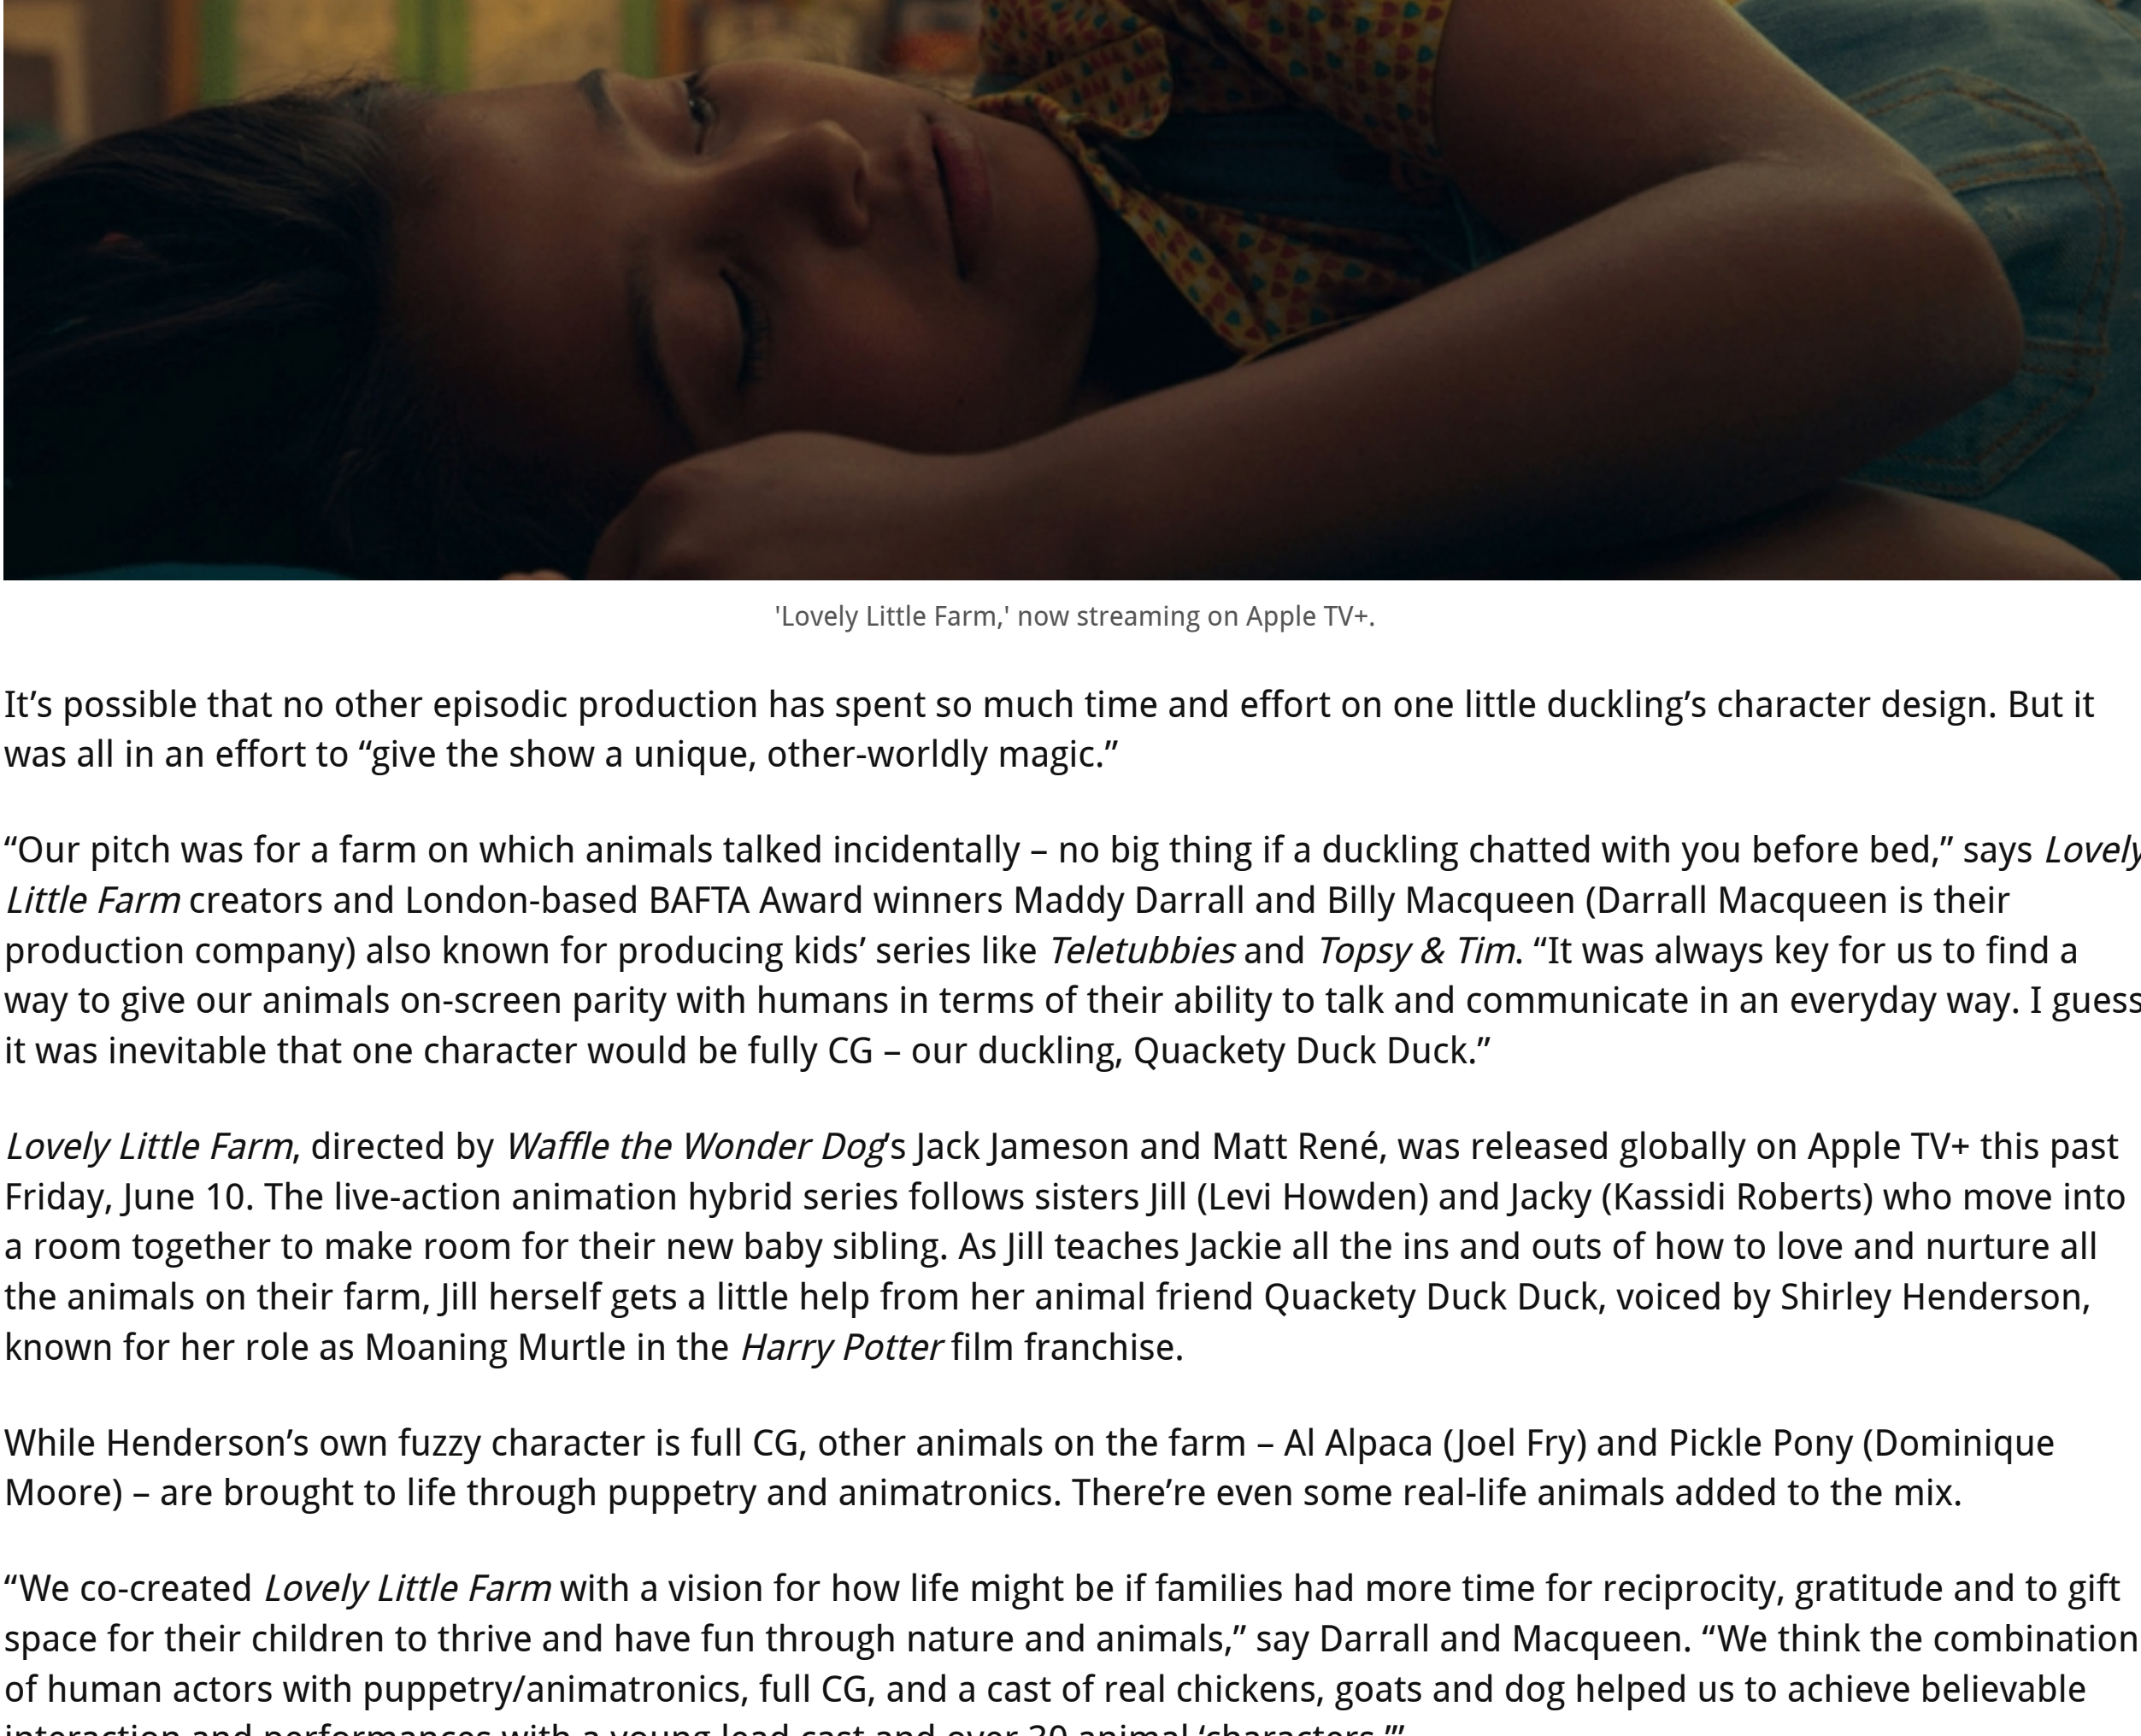 'Lovely Little Farm,' now streaming on Apple TV+.
It’s possible that no other episodic production has spent so much time and effort on one little duckling’s character design. But it
was all in an effort to “give the show a unique, other-worldly magic.”
“Our pitch was for a farm on which animals talked incidentally – no big thing if a duckling chatted with you before bed,” says Lovely
Little Farm creators and London-based BAFTA Award winners Maddy Darrall and Billy Macqueen (Darrall Macqueen is their
production company) also known for producing kids’ series like Teletubbies and Topsy & Tim. “It was always key for us to find a
way to give our animals on-screen parity with humans in terms of their ability to talk and communicate in an everyday way. I guess
it was inevitable that one character would be fully CG – our duckling, Quackety Duck Duck.”
Lovely Little Farm, directed by Waffle the Wonder Dog’s Jack Jameson and Matt René, was released globally on Apple TV+ this past
Friday, June 10. The live-action animation hybrid series follows sisters Jill (Levi Howden) and Jacky (Kassidi Roberts) who move into
a room together to make room for their new baby sibling. As Jill teaches Jackie all the ins and outs of how to love and nurture all
the animals on their farm, Jill herself gets a little help from her animal friend Quackety Duck Duck, voiced by Shirley Henderson,
known for her role as Moaning Murtle in the Harry Potter film franchise.
While Henderson’s own fuzzy character is full CG, other animals on the farm – Al Alpaca (Joel Fry) and Pickle Pony (Dominique
Moore) – are brought to life through puppetry and animatronics. There’re even some real-life animals added to the mix.
“We co-created Lovely Little Farm with a vision for how life might be if families had more time for reciprocity, gratitude and to gift
space for their children to thrive and have fun through nature and animals,” say Darrall and Macqueen. “We think the combination
of human actors with puppetry/animatronics, full CG, and a cast of real chickens, goats and dog helped us to achieve believable
interaction and performances with a young lead cast and over 30 animal ‘characters.’”